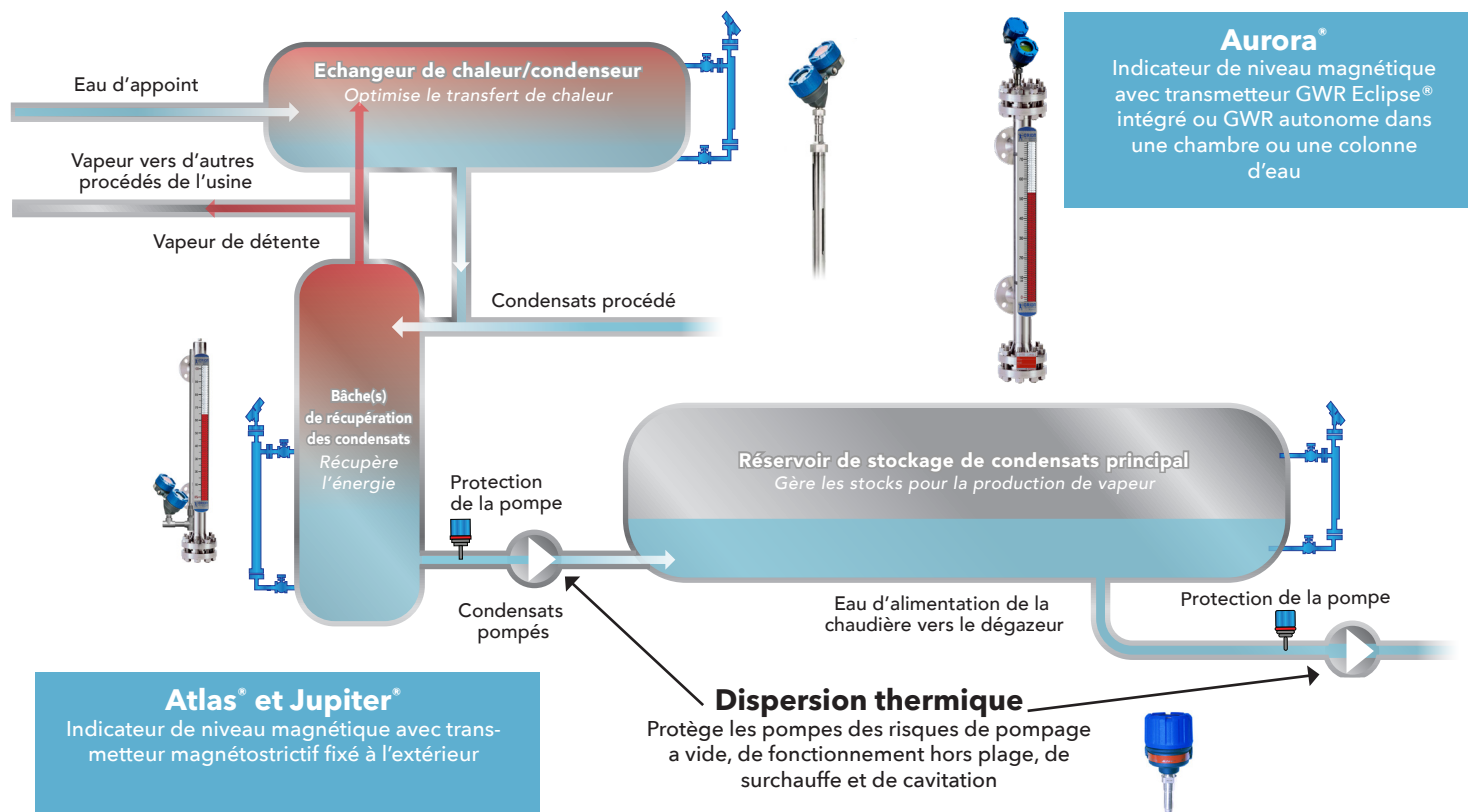 Aurora®
Indicateur de niveau magnétique
avec transmetteur GWR Eclipse®
intégré ou GWR autonome dans
une chambre ou une colonne
d'eau
Echangeur de chaleur/condenseur
Optimise le transfert de chaleur
Eau d'appoint
Vapeur vers d'autres
procédés de l'usine
Vapeur de détente
Condensats procédé
Bâche(s)
de récupération
des condensats
Récupère
l'énergie
Réservoir de stockage de condensats principal
Gère les stocks pour la production de vapeur
Protection
de la pompe
Condensats
pompés
Eau d'alimentation de la
chaudière vers le dégazeur
Protection de la pompe
Atlas® et Jupiter®
Indicateur de niveau magnétique avec trans-
metteur magnétostrictif fixé à l'extérieur
Dispersion thermique
Protège les pompes des risques de pompage
a vide, de fonctionnement hors plage, de
surchauffe et de cavitation